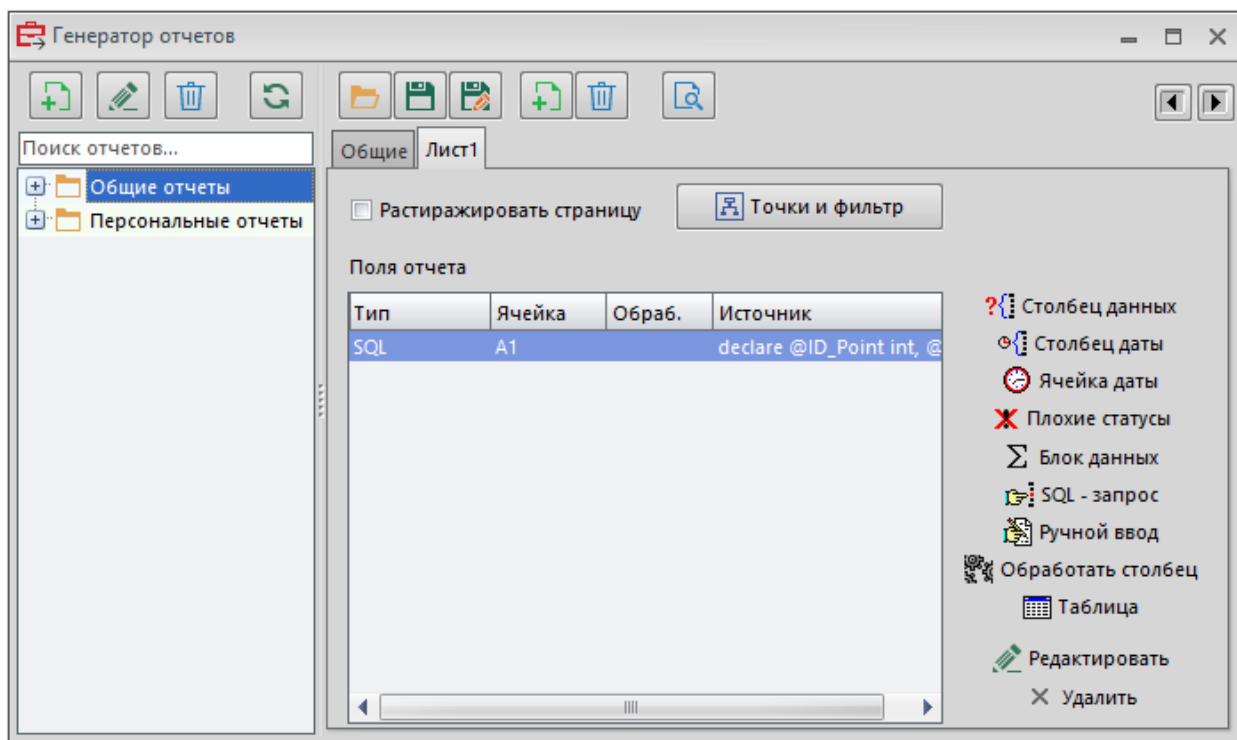 Генератор отчетов
Поиск отчетов...
Общие отчеты
Персональные отчеты
Общие Лист1
Растиражировать страницу
Точки и фильтр
Поля отчета
Тип Ячейка Обраб. Источник
SQL A1 declare @ID_Point int, @
Столбец данных
Столбец даты
Ячейка даты
Плохие статусы
Блок данных
SQL - запрос
Ручной ввод
Обработать столбец
Таблица
Редактировать
Удалить